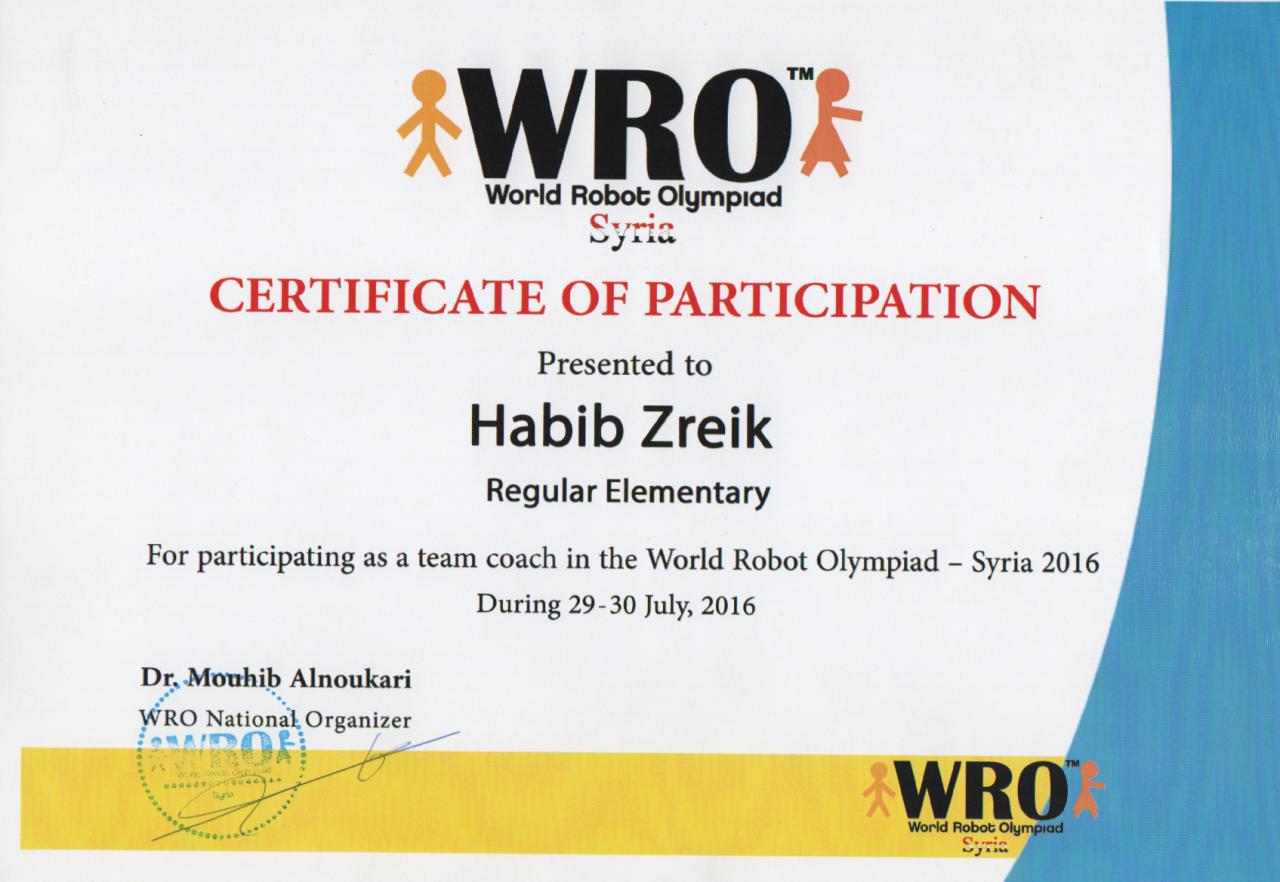 WRO™
World Robot Olympiad
Syria
CERTIFICATE OF PARTICIPATION
Presented to
Habib Zreik
Regular Elementary
For participating as a team coach in the World Robot Olympiad – Syria 2016
During 29-30 July, 2016
Dr. Mouhib Alnoukari
WRO National Organizer
WRO
World Robot Olympiad
Syria
WRO™
World Robot Olympiad
Syria